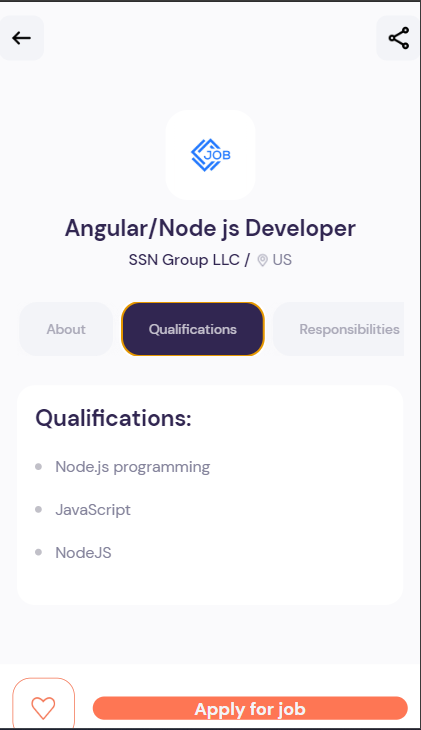 JOB
Angular/Node js Developer
SSN Group LLC / US
About Qualifications Responsibilities
Qualifications:
Node.js programming
JavaScript
NodeJS
Apply for job